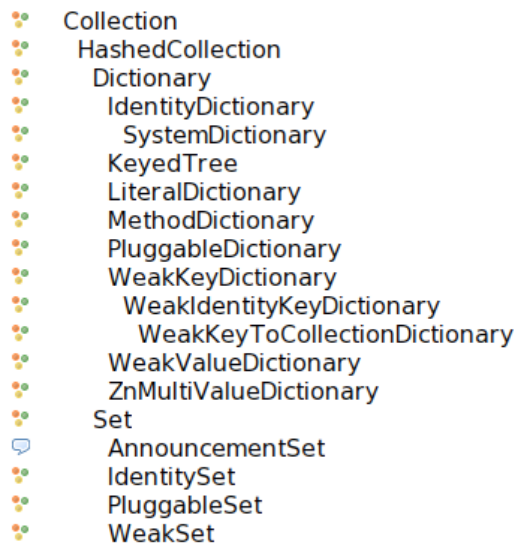 Collection
HashedCollection
Dictionary
IdentityDictionary
SystemDictionary
KeyedTree
LiteralDictionary
MethodDictionary
PluggableDictionary
WeakKeyDictionary
WeakIdentityKeyDictionary
WeakKeyToCollectionDictionary
WeakValueDictionary
ZnMultiValueDictionary
Set
AnnouncementSet
IdentitySet
PluggableSet
WeakSet